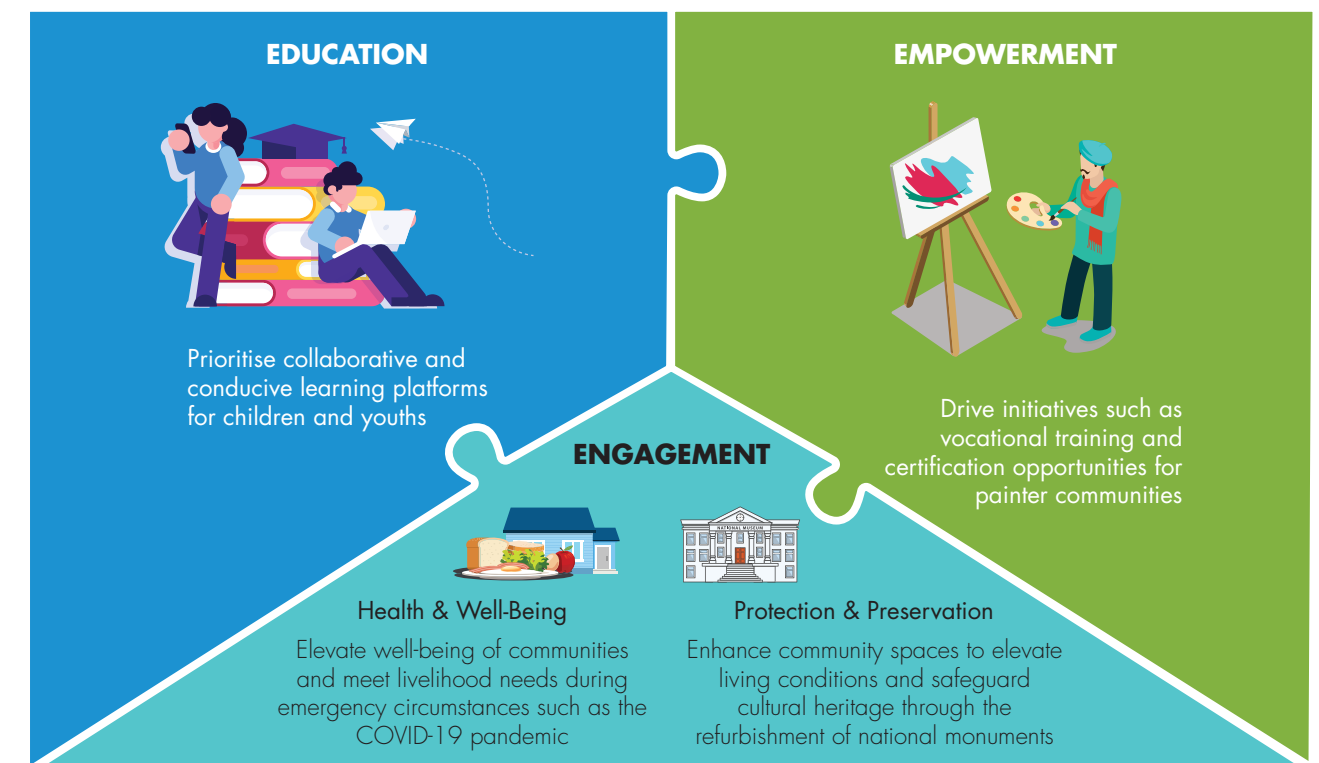 EDUCATION
Prioritise collaborative and
conducive learning platforms
for children and youths
EMPOWERMENT
Drive initiatives such as
vocational training and
certification opportunities for
painter communities
ENGAGEMENT
Health & Well-Being
Elevate well-being of communities
and meet livelihood needs during
emergency circumstances such as the
COVID-19 pandemic
NATIONAL MUSEUM
Protection & Preservation
Enhance community spaces to elevate
living conditions and safeguard
cultural heritage through the
refurbishment of national monuments